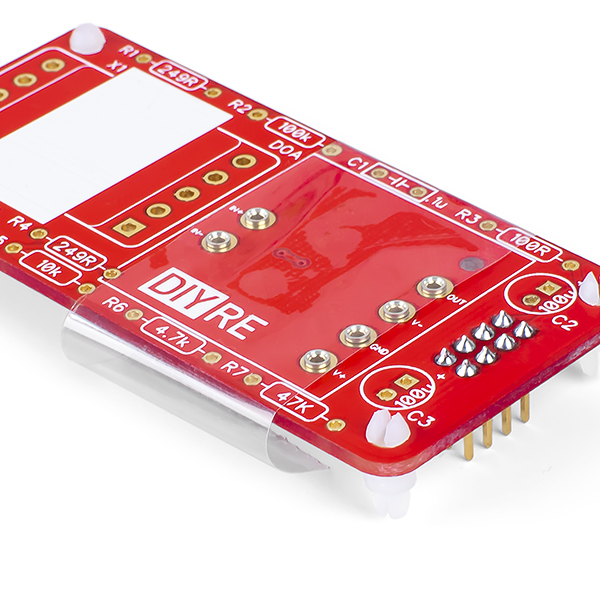 R1
249R
X1
R2
100k
DOA
C1
.1u
R3
100R
R4
249R
10k
IN-
IN+
DIYRE
OUT
V-
GND
V+
R6
4.7k
R7
47K
100u
C2
+
100u
C3